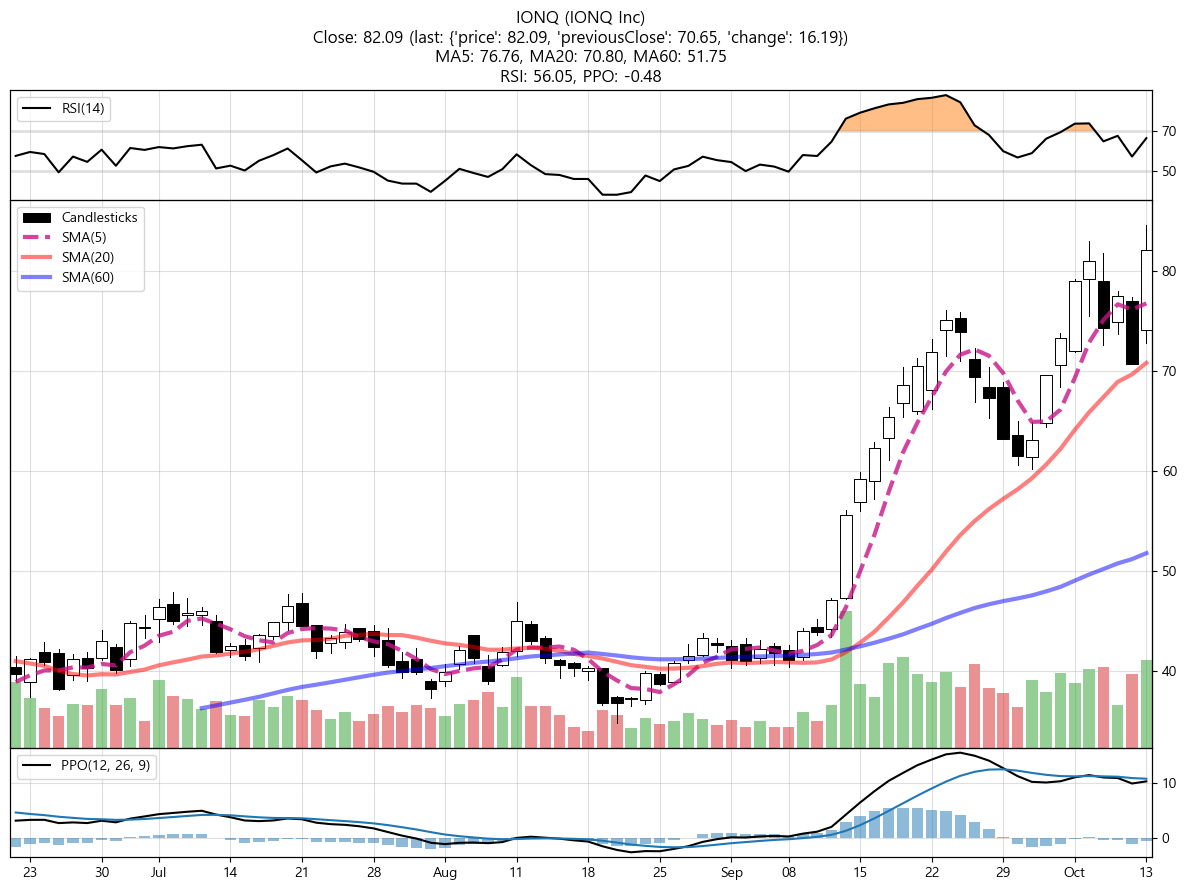 IONQ (IONQ Inc)
Close: 82.09 (last: {'price': 82.09, 'previousClose': 70.65, 'change': 16.19})
MA5: 76.76, MA20: 70.80, MA60: 51.75
RSI: 56.05, PPO: -0.48
RSI(14)
70
50
Candlesticks
SMA(5)
SMA(20)
SMA(60)
80
70
60
50
40
PPO(12, 26, 9)
10
0
23 30 Jul 14 21 28 Aug 11 18 25 Sep 08 15 22 29 Oct 13